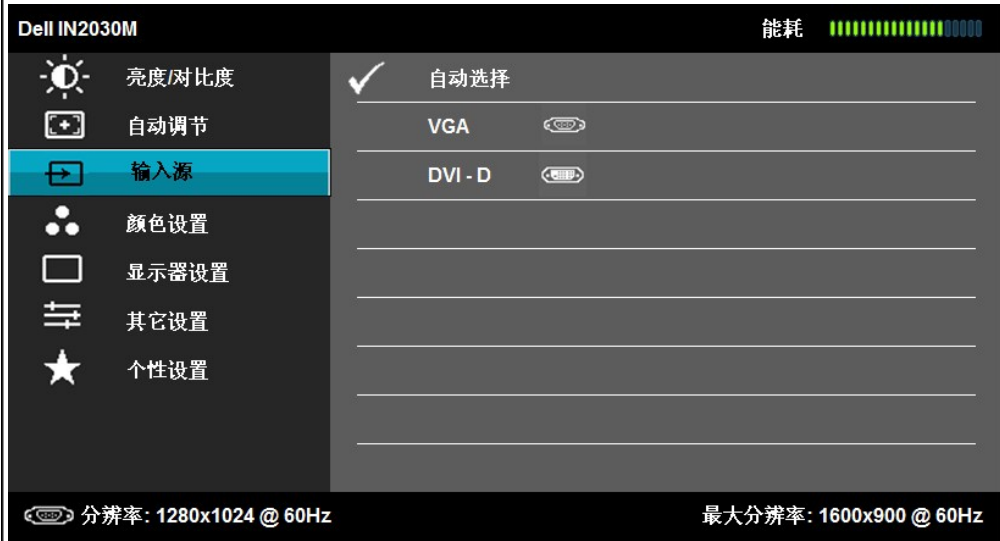 Dell IN2030M 能耗
亮度/对比度
自动调节
输入源
颜色设置
显示器设置
其它设置
个性设置
自动选择
VGA
DVI - D
分辨率: 1280x1024 @ 60Hz
最大分辨率: 1600x900 @ 60Hz